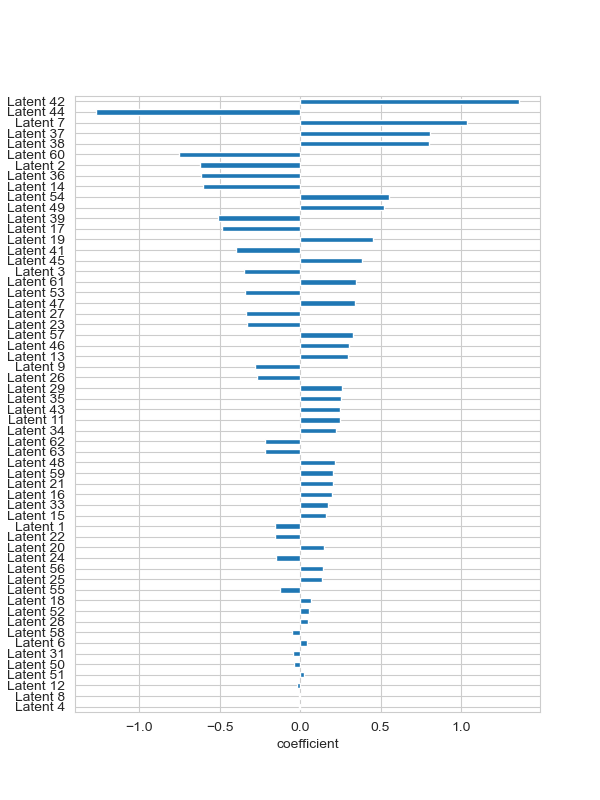 Latent 42
Latent 44
Latent 7
Latent 37
Latent 38
Latent 60
Latent 2
Latent 36
Latent 14
Latent 54
Latent 49
Latent 39
Latent 17
Latent 19
Latent 41
Latent 45
Latent 3
Latent 61
Latent 53
Latent 47
Latent 27
Latent 23
Latent 57
Latent 46
Latent 13
Latent 9
Latent 26
Latent 29
Latent 35
Latent 43
Latent 11
Latent 34
Latent 62
Latent 63
Latent 48
Latent 59
Latent 21
Latent 16
Latent 33
Latent 15
Latent 1
Latent 22
Latent 20
Latent 24
Latent 56
Latent 25
Latent 55
Latent 18
Latent 52
Latent 28
Latent 58
Latent 6
Latent 31
Latent 50
Latent 51
Latent 12
Latent 8
Latent 4
−1.0 −0.5 0.0 0.5 1.0
coefficient